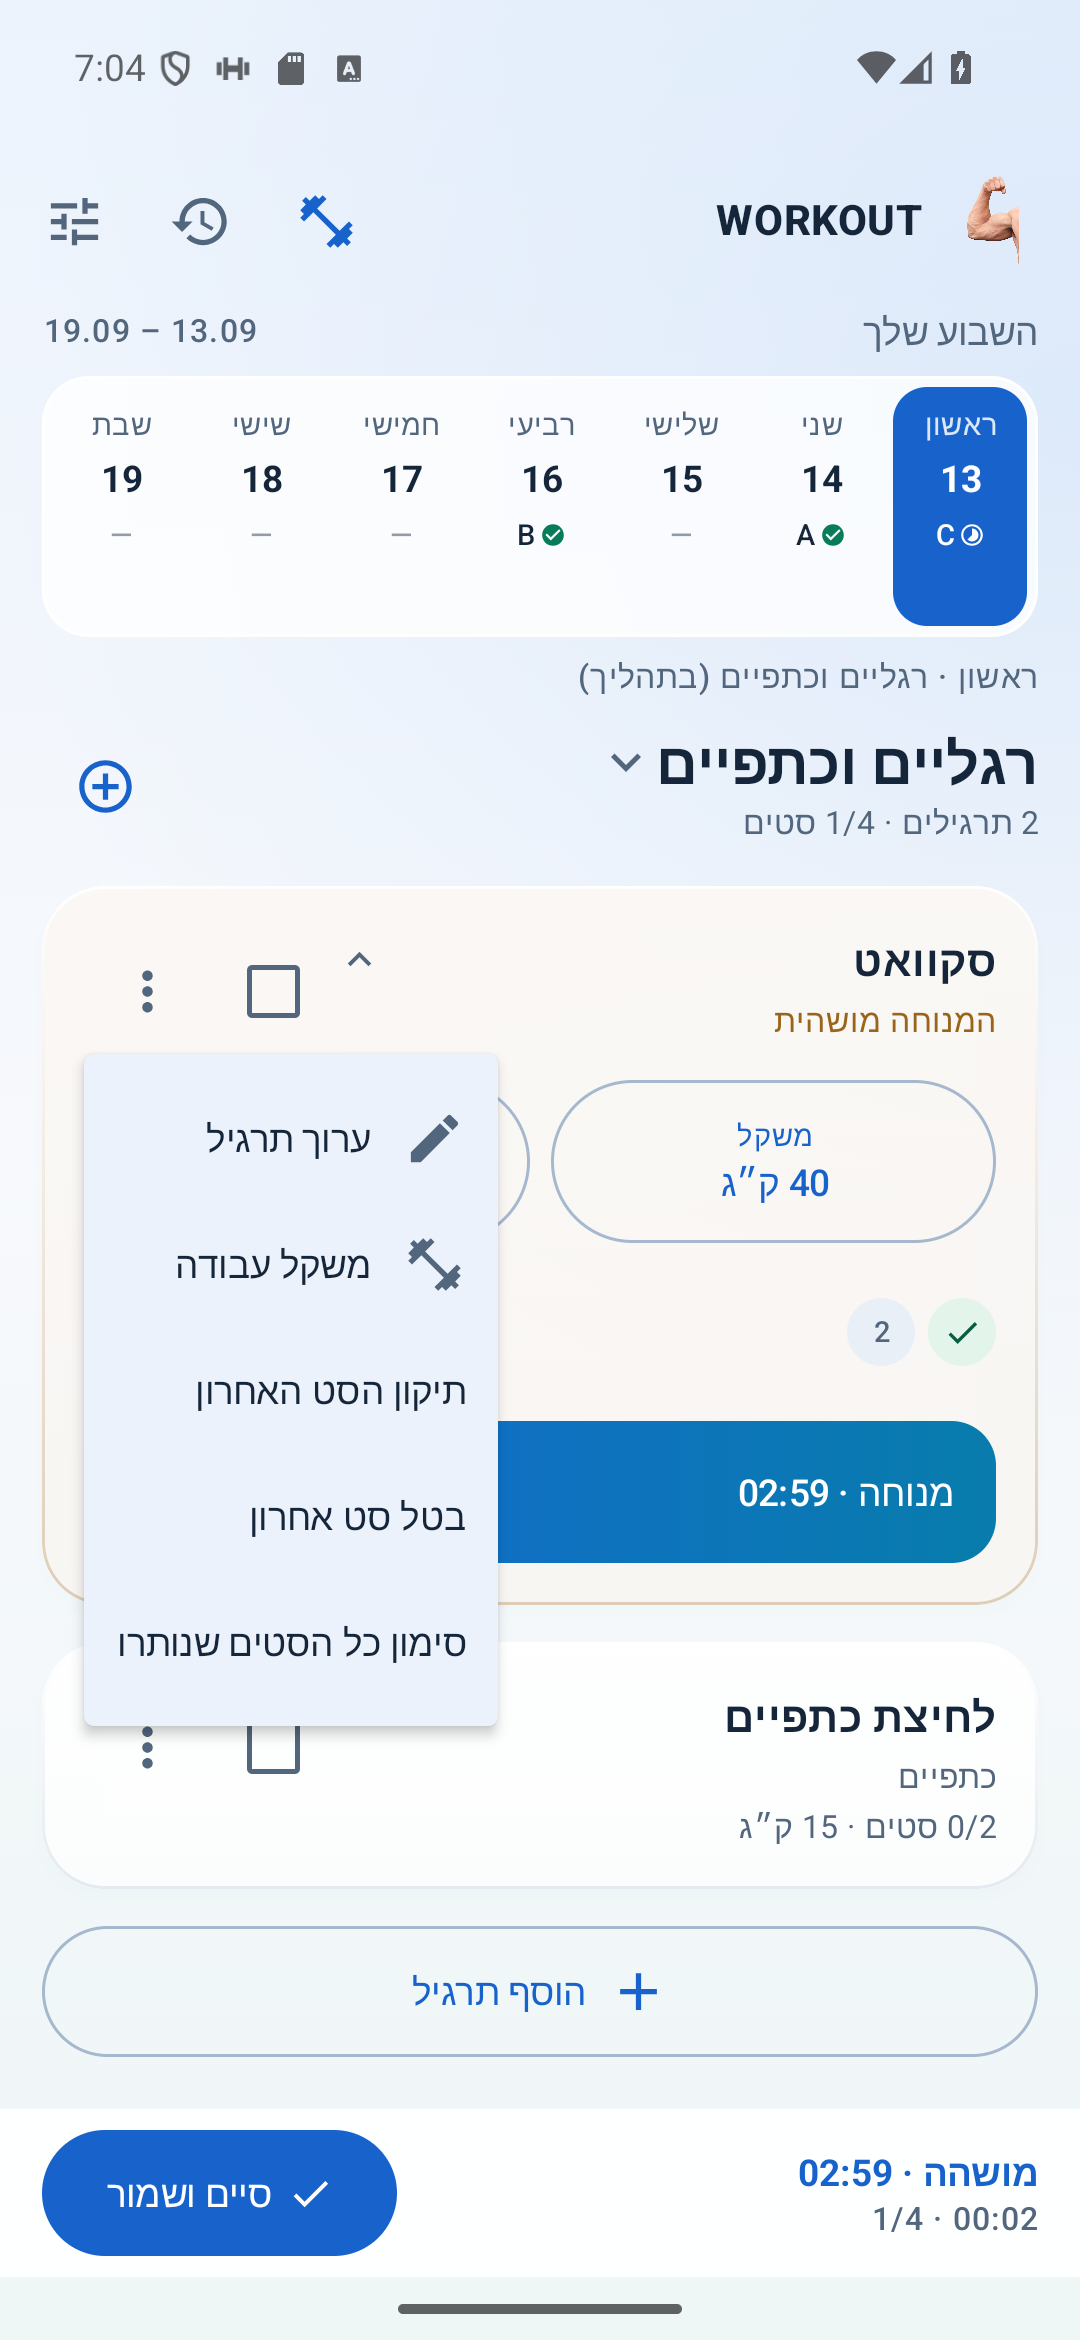 7:04
WORKOUT
השבוע שלך
13.09 – 19.09
ראשון
13
C
שני
14
A
שלישי
15
–
רביעי
16
B
חמישי
17
–
שישי
18
–
שבת
19
–
ראשון · רגליים וכתפיים (בתהליך)
רגליים וכתפיים
2 תרגילים · 1/4 סטים
סקוואט
המנוחה מושהית
משקל
40 ק״ג
2
מנוחה · 02:59
ערוך תרגיל
משקל עבודה
תיקון הסט האחרון
בטל סט אחרון
סימון כל הסטים שנותרו
לחיצת כתפיים
כתפיים
0/2 סטים · 15 ק״ג
הוסף תרגיל
מושהה · 02:59
00:02 · 1/4
סיים ושמור